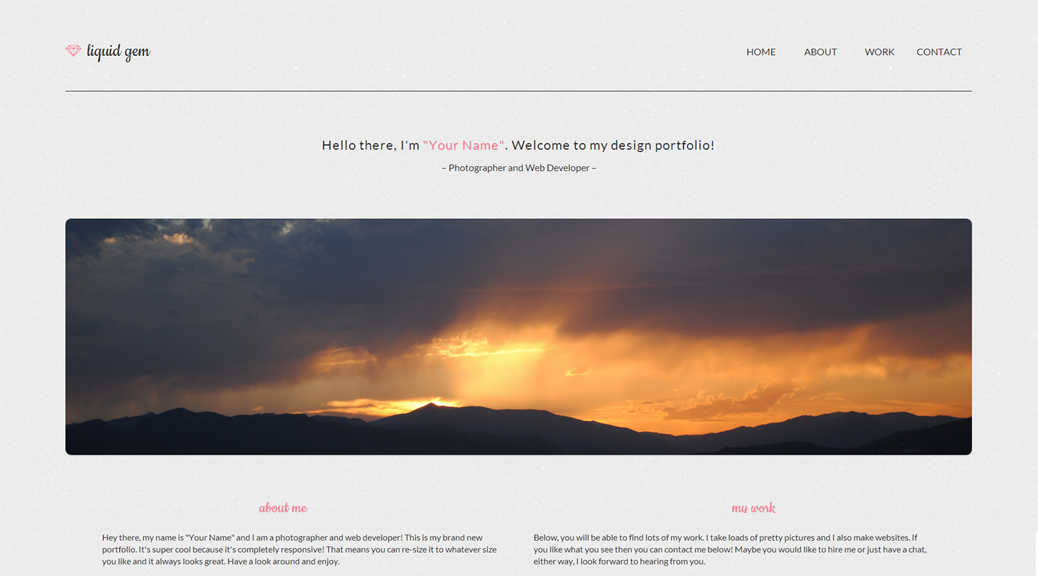 liquid gem
HOME ABOUT WORK CONTACT
Hello there, I'm "Your Name". Welcome to my design portfolio!
– Photographer and Web Developer –
about me
Hey there, my name is "Your Name" and I am a photographer and web developer! This is my brand new
portfolio. It's super cool because it's completely responsive! That means you can re-size it to whatever size
you like and it always looks great. Have a look around and enjoy.
my work
Below, you will be able to find lots of my work. I take loads of pretty pictures and I also make websites. If
you like what you see then you can contact me below! Maybe you would like to hire me or just have a chat,
either way, I look forward to hearing from you.